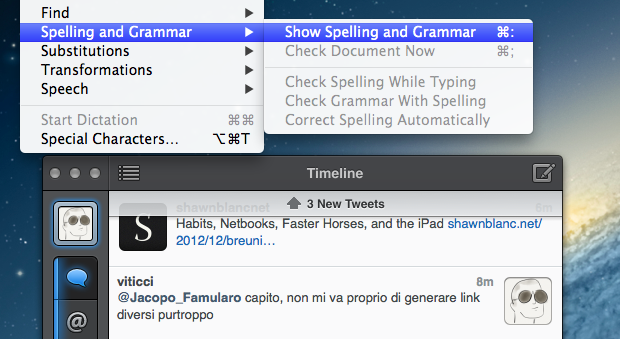 Find
Spelling and Grammar
Show Spelling and Grammar ⌘:
Substitutions
Check Document Now ⌘;
Transformations
Check Spelling While Typing
Speech
Check Grammar With Spelling
Start Dictation ⌘⌘
Correct Spelling Automatically
Special Characters... ⌥⌘T
Timeline
3 New Tweets
shawnblancnet 6m
S
Habits, Netbooks, Faster Horses, and the iPad shawnblanc.net/
2012/12/breuni…
@
viticci 8m
@Jacopo_Famularo capito, non mi va proprio di generare link
diversi purtroppo